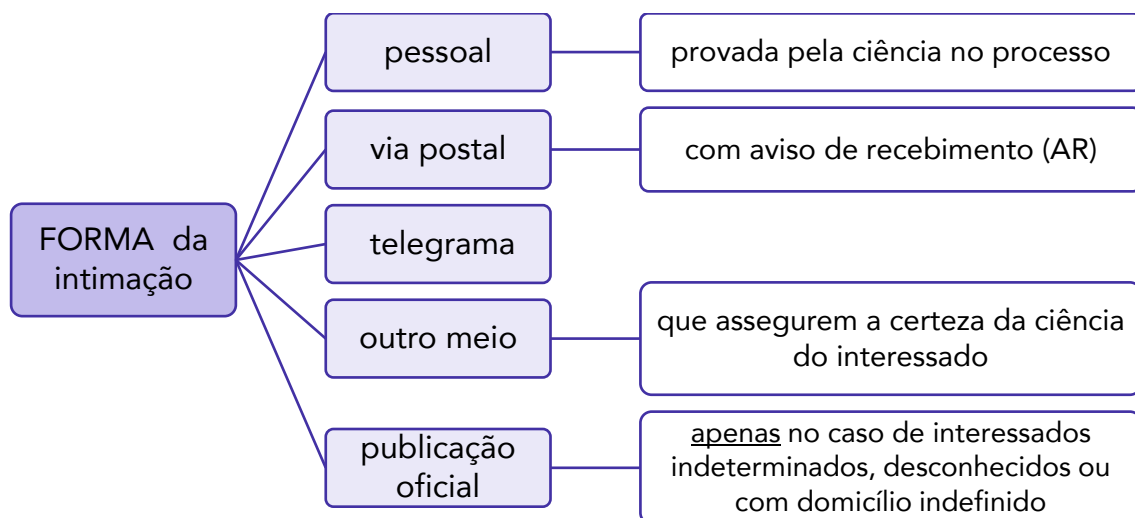 FORMA da
intimação
pessoal
provada pela ciência no processo
via postal
com aviso de recebimento (AR)
telegrama
outro meio
que assegurem a certeza da ciência
do interessado
publicação
oficial
apenas no caso de interessados
indeterminados, desconhecidos ou
com domicílio indefinido